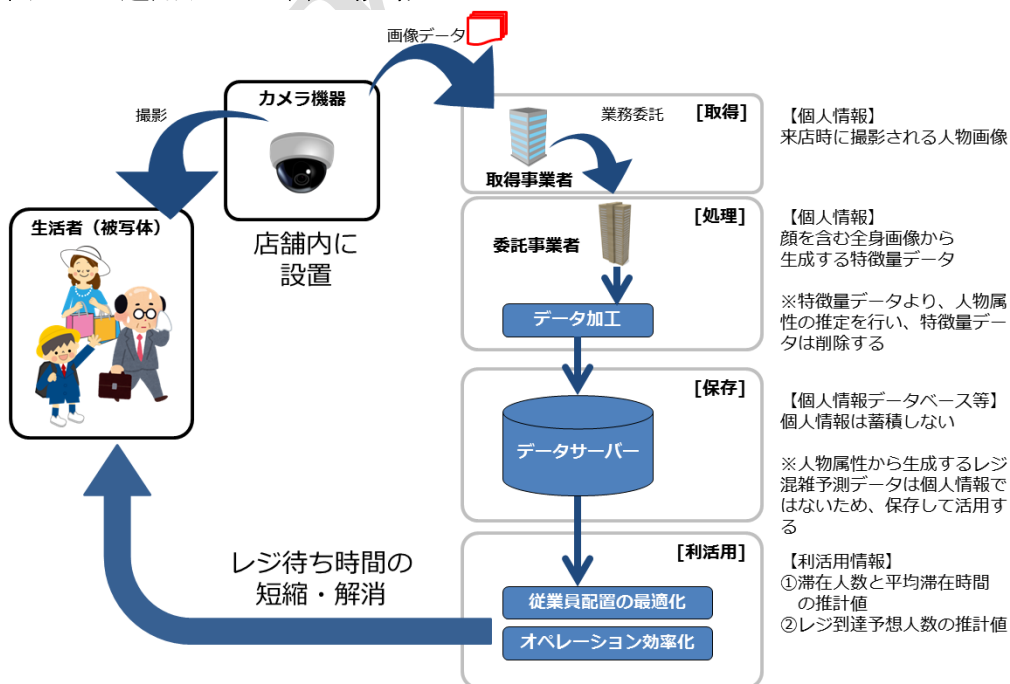 画像データ
カメラ機器
撮影
業務委託
[取得]
取得事業者
【個人情報】
来店時に撮影される人物画像
生活者（被写体）
店舗内に
設置
[処理]
委託事業者
データ加工
【個人情報】
顔を含む全身画像から
生成する特徴量データ
※特徴量データより、人物属
性の推定を行い、特徴量デー
タは削除する
[保存]
データサーバー
【個人情報データベース等】
個人情報は蓄積しない
※人物属性から生成するレジ
混雑予測データは個人情報で
はないため、保存して活用す
る
レジ待ち時間の
短縮・解消
[利活用]
従業員配置の最適化
オペレーション効率化
【利活用情報】
①滞在人数と平均滞在時間
の推計値
②レジ到達予想人数の推計値